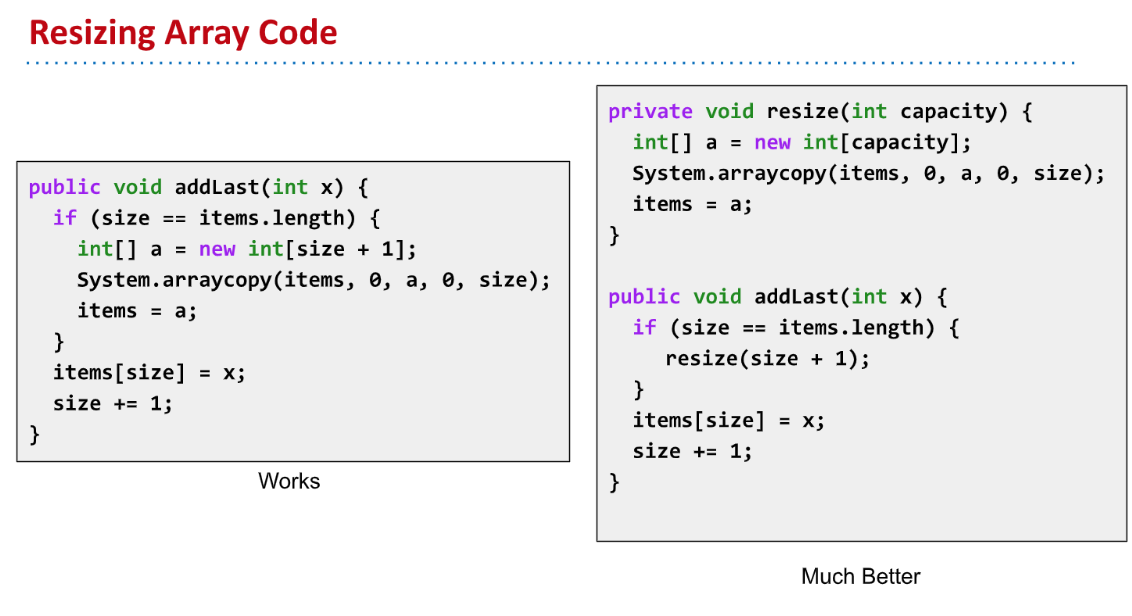 Resizing Array Code
public void addLast(int x) {
  if (size == items.length) {
    int[] a = new int[size + 1];
    System.arraycopy(items, 0, a, 0, size);
    items = a;
  }
  items[size] = x;
  size += 1;
}
Works
private void resize(int capacity) {
  int[] a = new int[capacity];
  System.arraycopy(items, 0, a, 0, size);
  items = a;
}
public void addLast(int x) {
  if (size == items.length) {
    resize(size + 1);
  }
  items[size] = x;
  size += 1;
}
Much Better